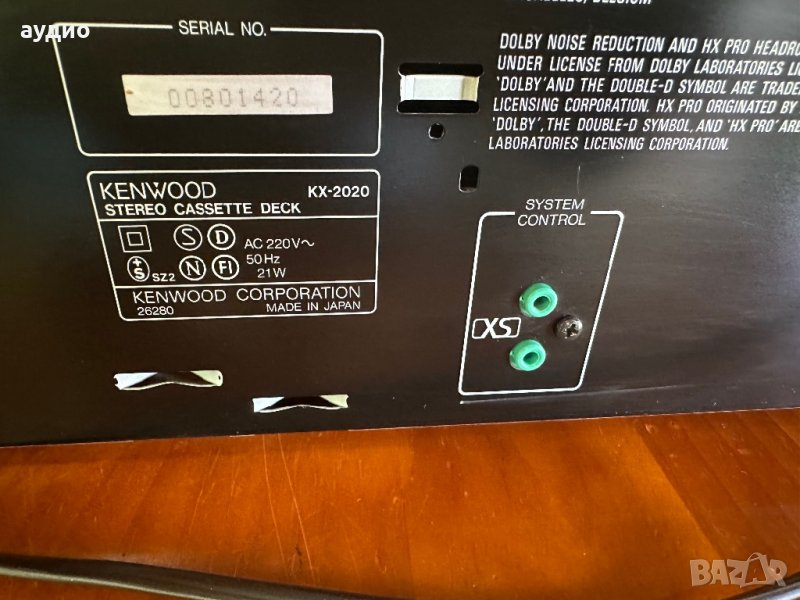 аудио
SERIAL NO.
00801420
BELGIUM
DOLBY NOISE REDUCTION AND HX PRO
UNDER LICENSE FROM DOLBY LABORATORIES
'DOLBY' AND THE DOUBLE-D SYMBOL ARE
LICENSING CORPORATION. HX PRO ORIGINATED BY
'DOLBY', THE DOUBLE-D SYMBOL, AND 'HX PRO' ARE
LABORATORIES LICENSING CORPORATION.
KENWOOD KX-2020
STEREO CASSETTE DECK
S D AC 220V~
50Hz
+S SZ2 N FI 21W
KENWOOD CORPORATION
26280 MADE IN JAPAN
SYSTEM
CONTROL
XS
BAZAR